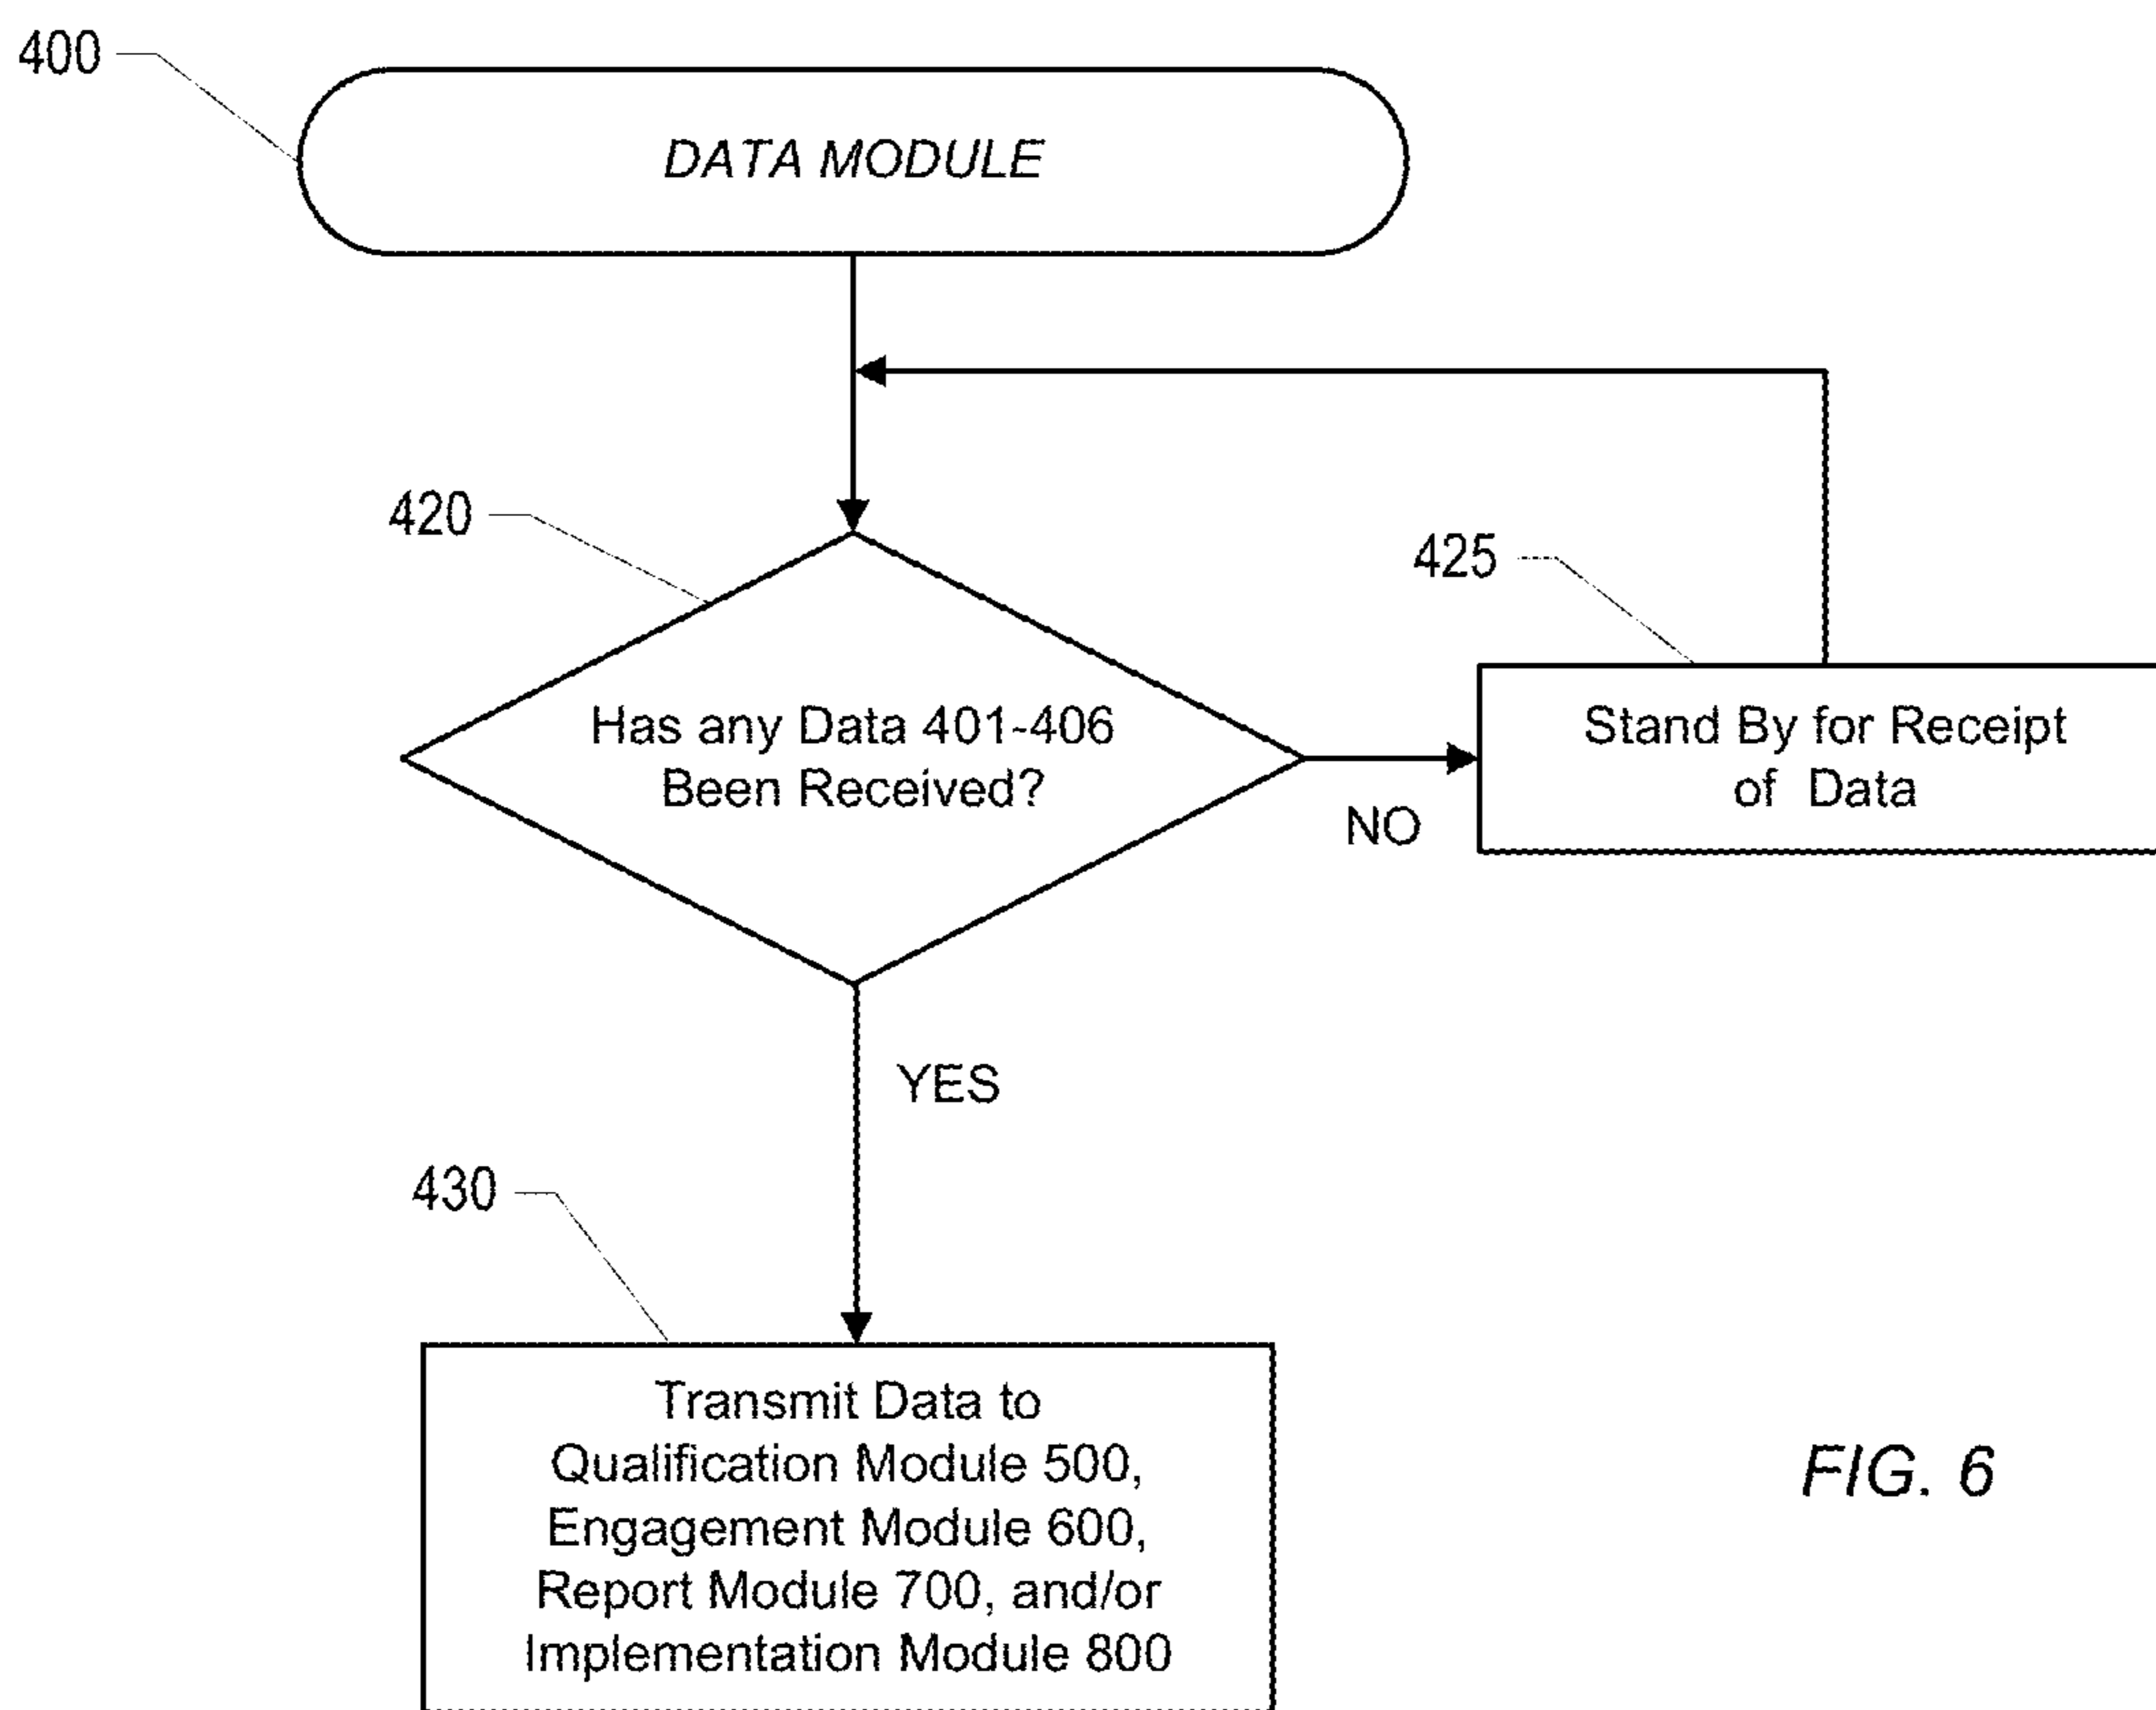 400
DATA MODULE
420
425
Has any Data 401-406
Been Received?
Stand By for Receipt
of Data
NO
YES
430
Transmit Data to
Qualification Module 500,
Engagement Module 600,
Report Module 700, and/or
Implementation Module 800
FIG. 6